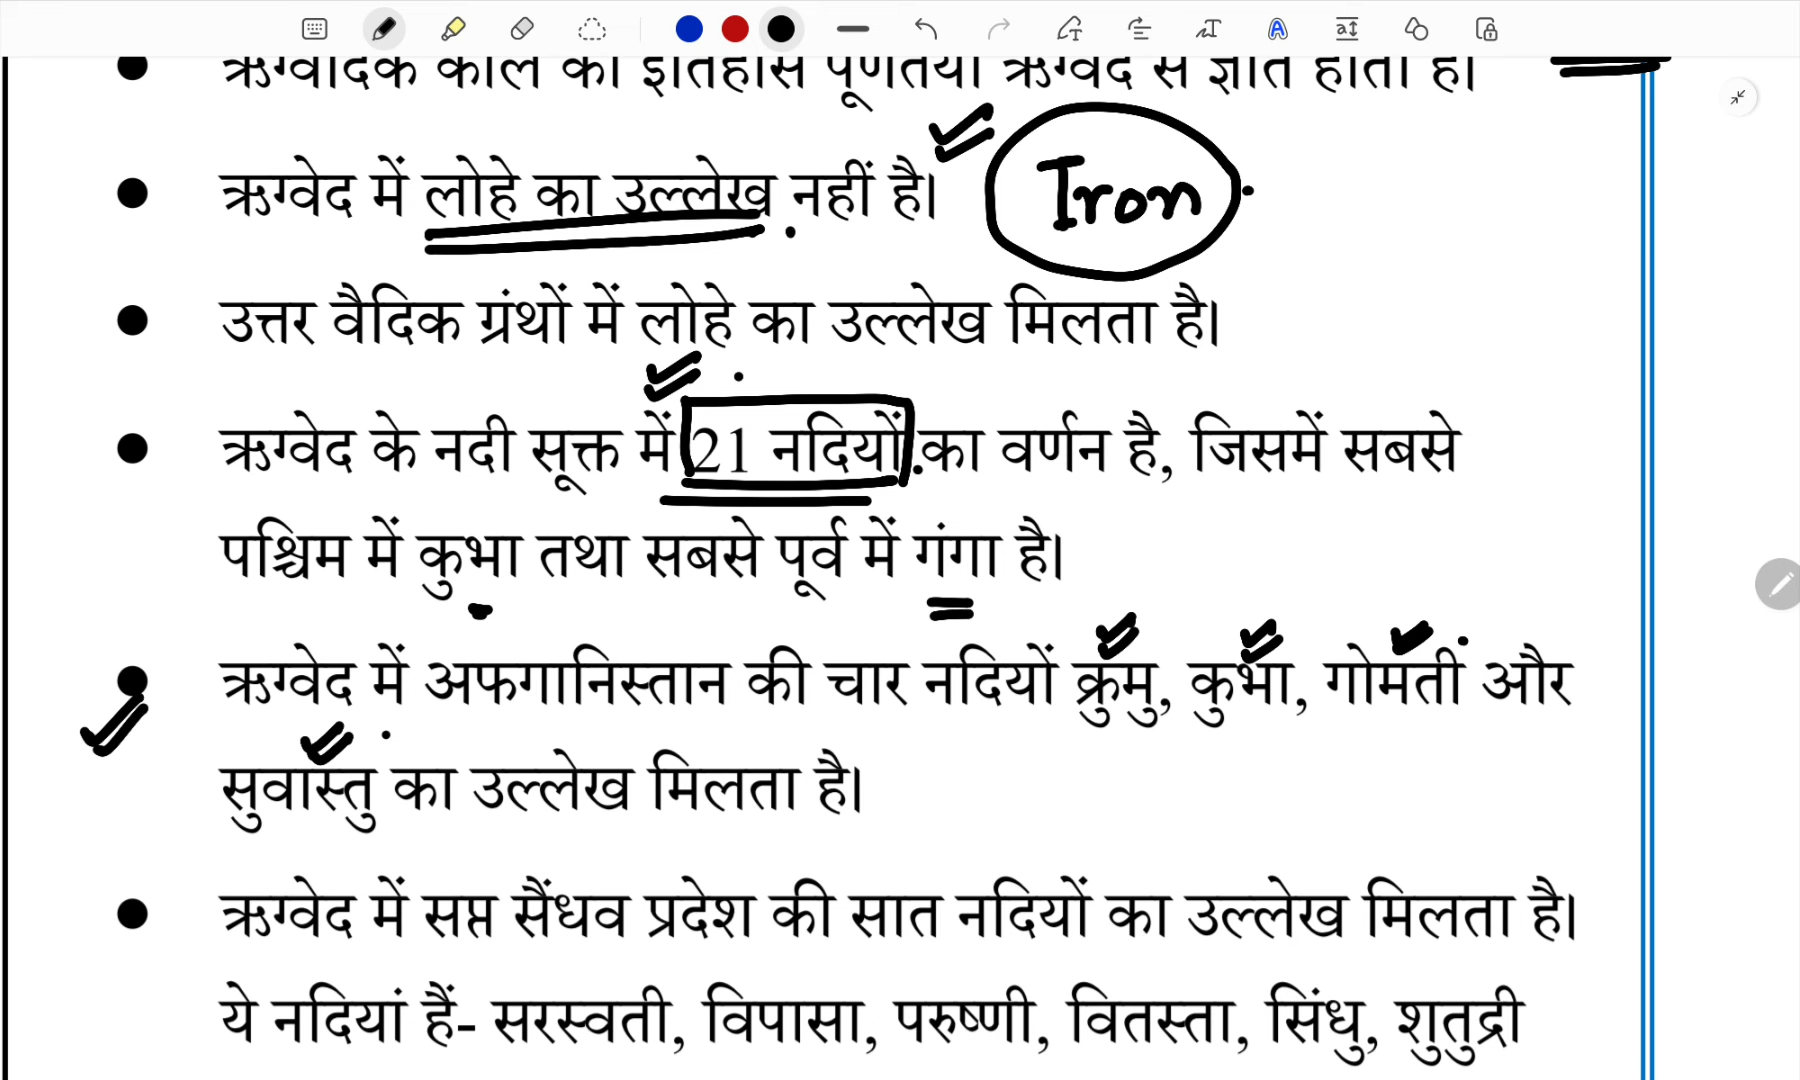 ऋग्वैदिक काल का इतिहास पूर्णतया ऋग्वेद से ज्ञात होता है।
ऋग्वेद में लोहे का उल्लेख नहीं है। Iron
उत्तर वैदिक ग्रंथों में लोहे का उल्लेख मिलता है।
ऋग्वेद के नदी सूक्त में 21 नदियों का वर्णन है, जिसमें सबसे
पश्चिम में कुभा तथा सबसे पूर्व में गंगा है।
ऋग्वेद में अफगानिस्तान की चार नदियों क्रुमु, कुभा, गोमती और
सुवास्तु का उल्लेख मिलता है।
ऋग्वेद में सप्त सैंधव प्रदेश की सात नदियों का उल्लेख मिलता है।
ये नदियां हैं- सरस्वती, विपासा, परुष्णी, वितस्ता, सिंधु, शुतुद्री